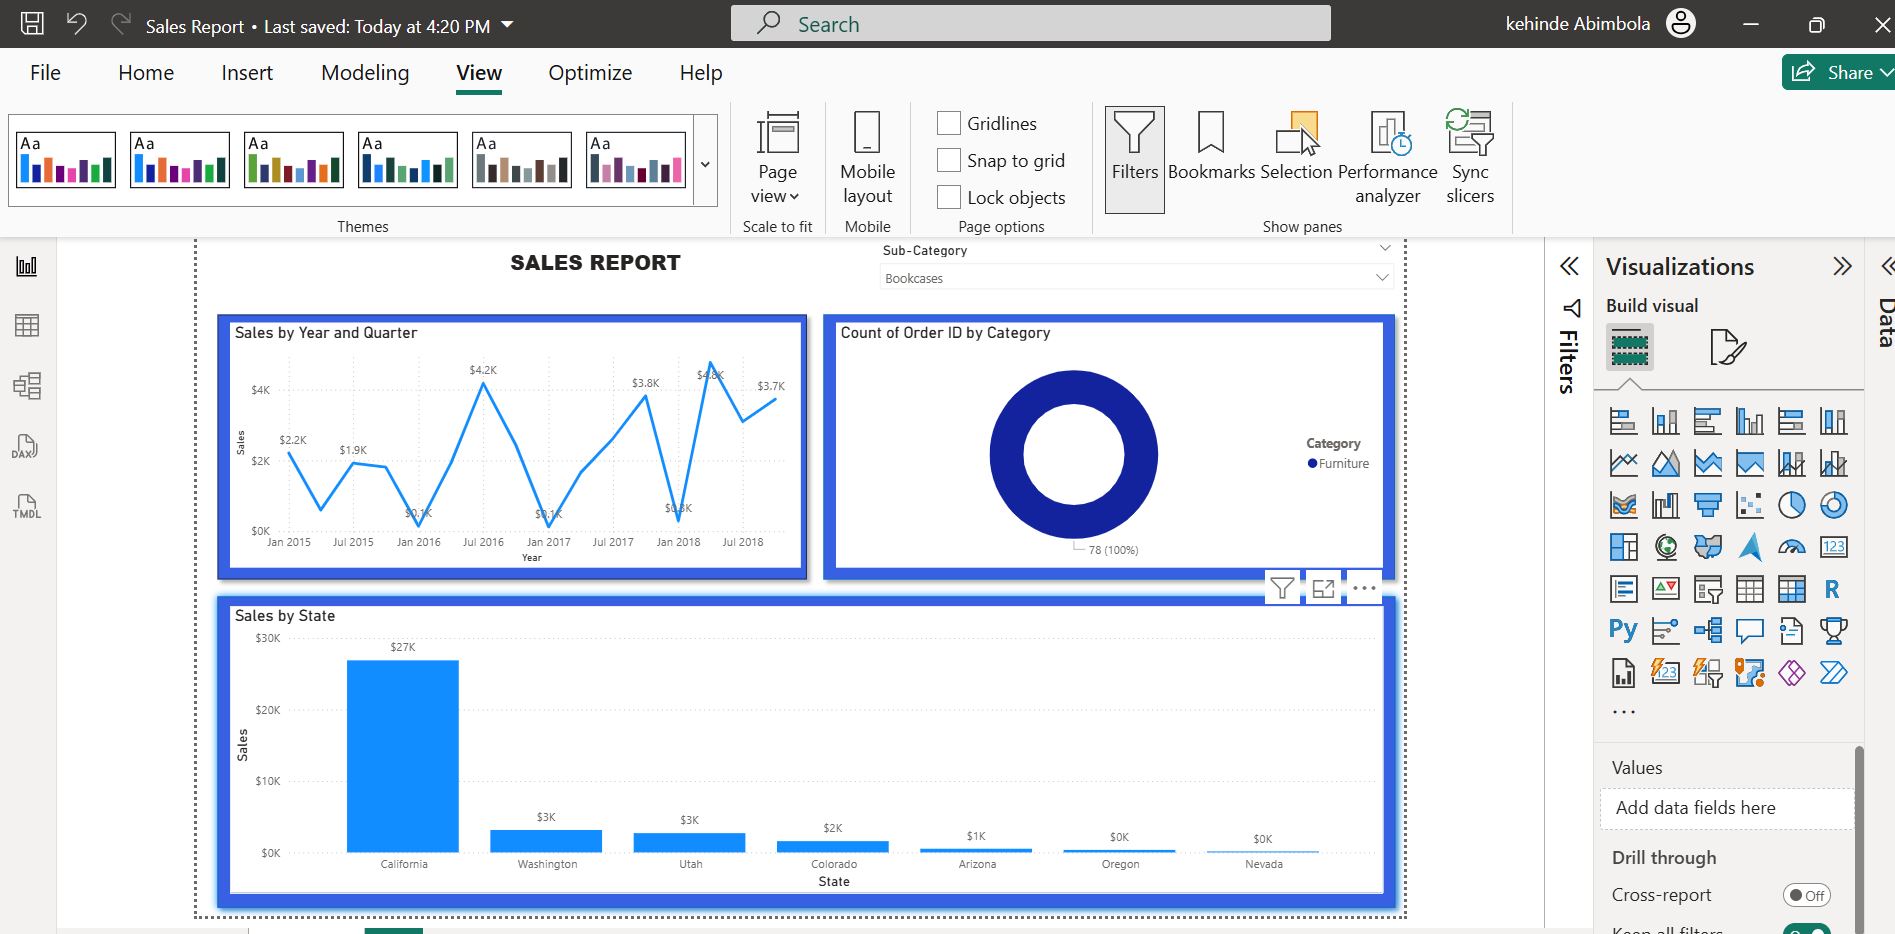 Sales Report • Last saved: Today at 4:20 PM
Search
kehinde Abimbola
File Home Insert Modeling View Optimize Help
Share
Aa Aa Aa Aa Aa Aa
Themes
Page view
Scale to fit
Mobile layout
Mobile
Gridlines
Snap to grid
Lock objects
Page options
Filters
Bookmarks
Selection
Performance analyzer
Sync slicers
Show panes
DAX
TMDL
SALES REPORT
Sub-Category
Bookcases
Sales by Year and Quarter
$4K
$2K
$0K
Sales
$2.2K
$1.9K
$0.1K
$4.2K
$0.1K
$3.8K
$0.3K
$4.8K
$3.7K
Jan 2015 Jul 2015 Jan 2016 Jul 2016 Jan 2017 Jul 2017 Jan 2018 Jul 2018
Year
Count of Order ID by Category
Category
Furniture
78 (100%)
Sales by State
$30K
$20K
$10K
$0K
Sales
$27K
$3K
$3K
$2K
$1K
$0K
$0K
California Washington Utah Colorado Arizona Oregon Nevada
State
Filters
Visualizations
Build visual
123
R
Py
123
Values
Add data fields here
Drill through
Cross-report
Off
Keep all filters
Data